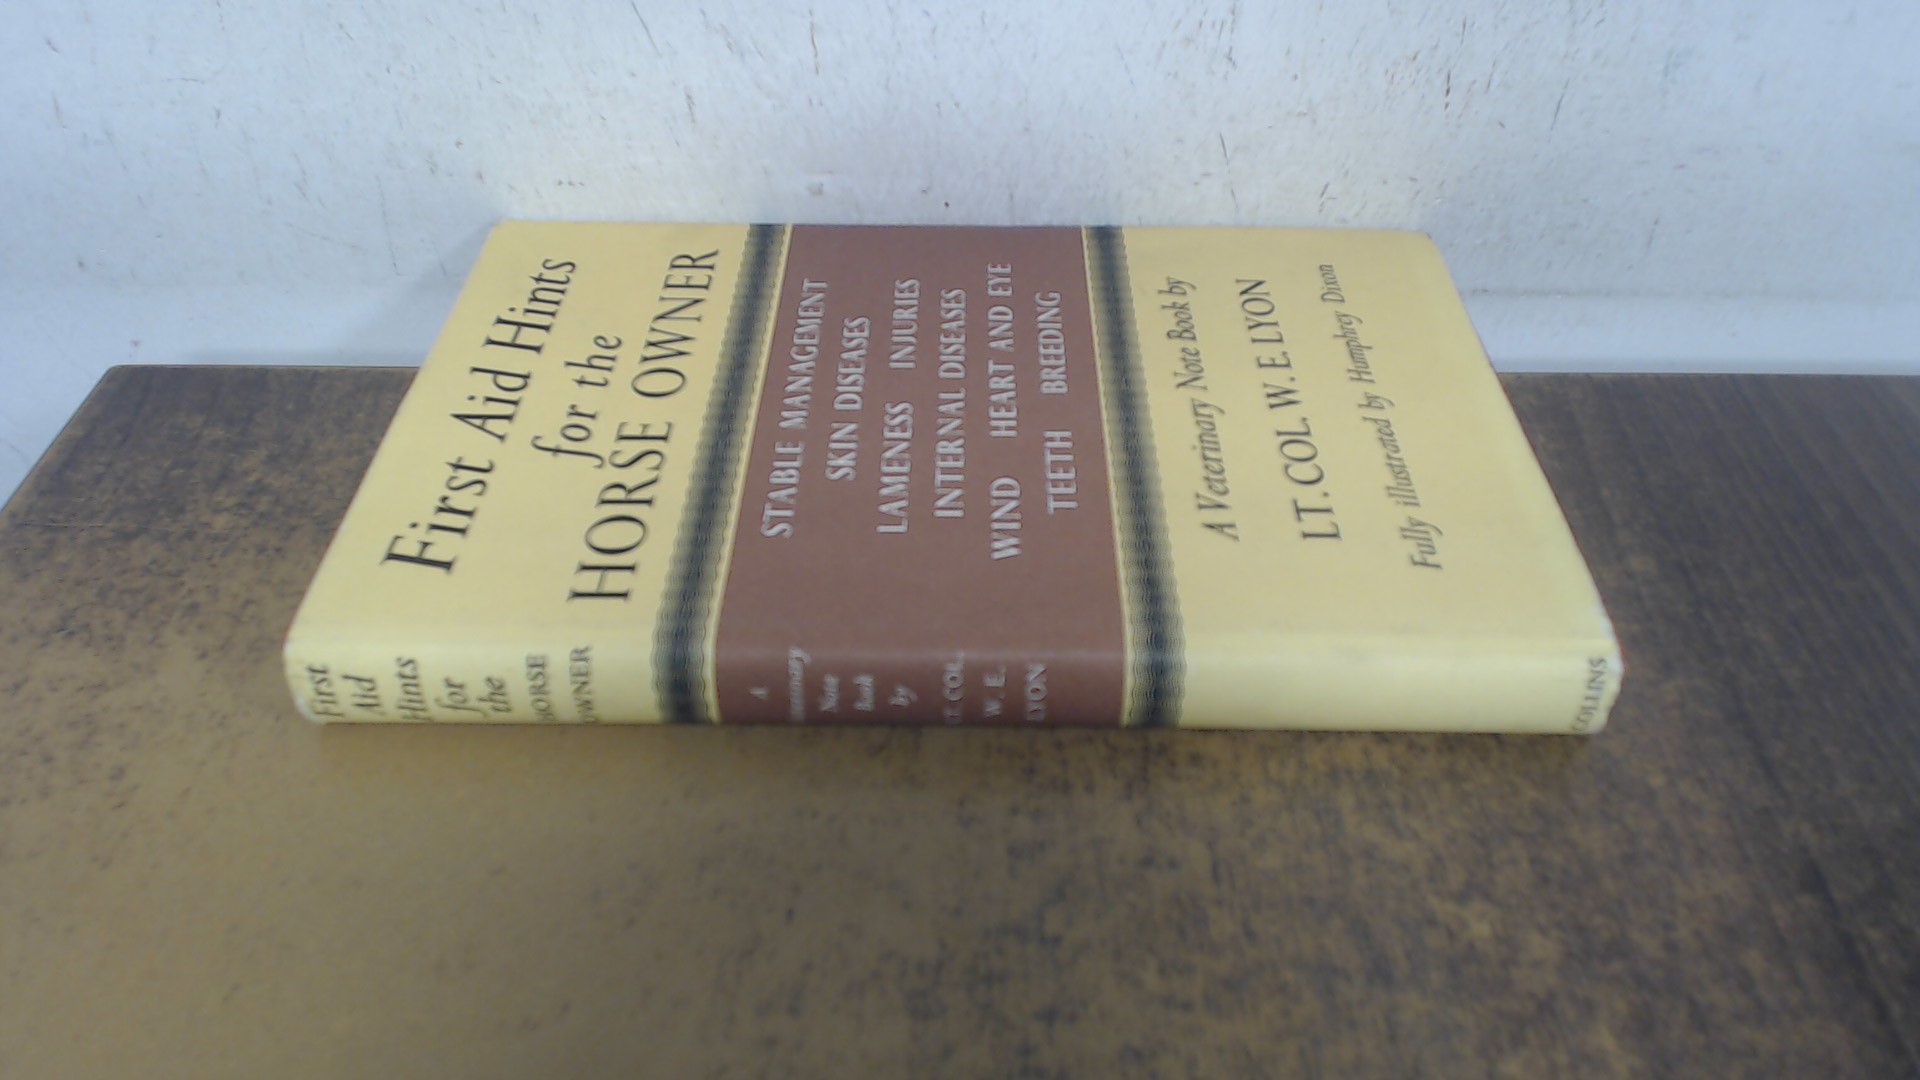 First Aid Hints
for the
HORSE OWNER
STABLE MANAGEMENT
SKIN DISEASES
LAMENESS INJURIES
INTERNAL DISEASES
WIND HEART AND EYE
TEETH BREEDING
A Veterinary Note Book by
LT. COL. W. E. LYON
Fully illustrated by Humphrey Dixon
First
Aid
Hints
for
the
HORSE
OWNER
A
Note
Book
by
LT. COL.
W. E.
LYON
COLLINS